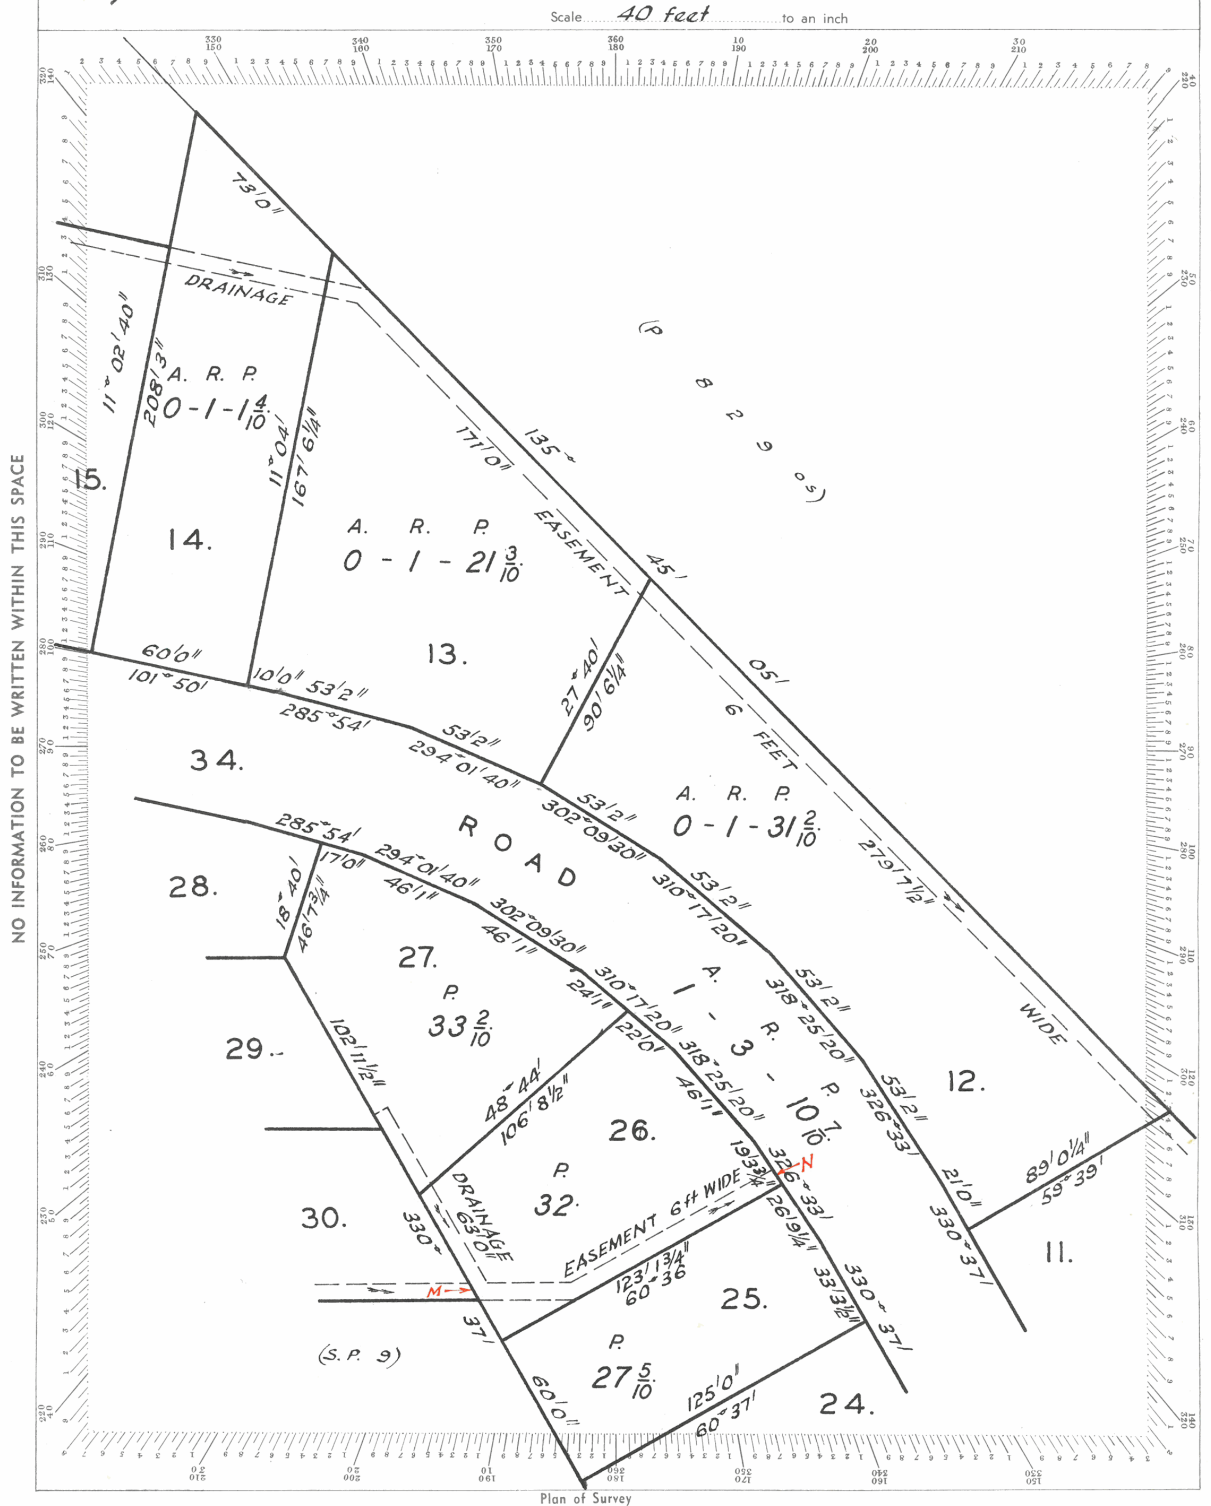 Scale 40 feet to an inch
73'0"
DRAINAGE
11° 02' 40"
208' 3"
A. R. P.
0 - 1 - 1 4/10.
11° 04'
167' 6¼"
15.
14.
(P 8 2 9 os)
135° 45' 05'
171' 0"
EASEMENT
A. R. P.
0 - 1 - 21 3/10.
13.
27° 40'
90' 6¼"
6 FEET WIDE
60'0"
101° 50'
10'0"
53'2"
285° 54'
53'2"
294° 01' 40"
34.
A. R. P.
0 - 1 - 31 2/10.
53'2"
302° 09' 30"
ROAD
53'2"
310° 17' 20"
279' 7½"
285° 54'
17'0"
294° 01' 40"
46'1"
28.
18° 40'
46' 7¾"
302° 09' 30"
46'1"
27.
P.
33 2/10.
310° 17' 20"
24'1"
22'0"
A. R. P.
1 - 3 - 10 7/10.
53'2"
318° 25' 20"
53'2"
326° 33'
12.
29.
102' 11½"
318° 25' 20"
46'1"
48° 44'
106' 8½"
26.
P.
32.
19' 3¾"
N
326° 33'
26' 9¼"
21'0"
330° 37'
89' 0¼"
59° 39'
11.
30.
330° 37'
DRAINAGE
63'0"
EASEMENT 6ft WIDE
123' 1¾"
60° 36
M
25.
33' 3½"
330° 37'
(S. P. 9)
P.
27 5/10.
60'0"
125'0"
60° 37'
24.
Plan of Survey
NO INFORMATION TO BE WRITTEN WITHIN THIS SPACE